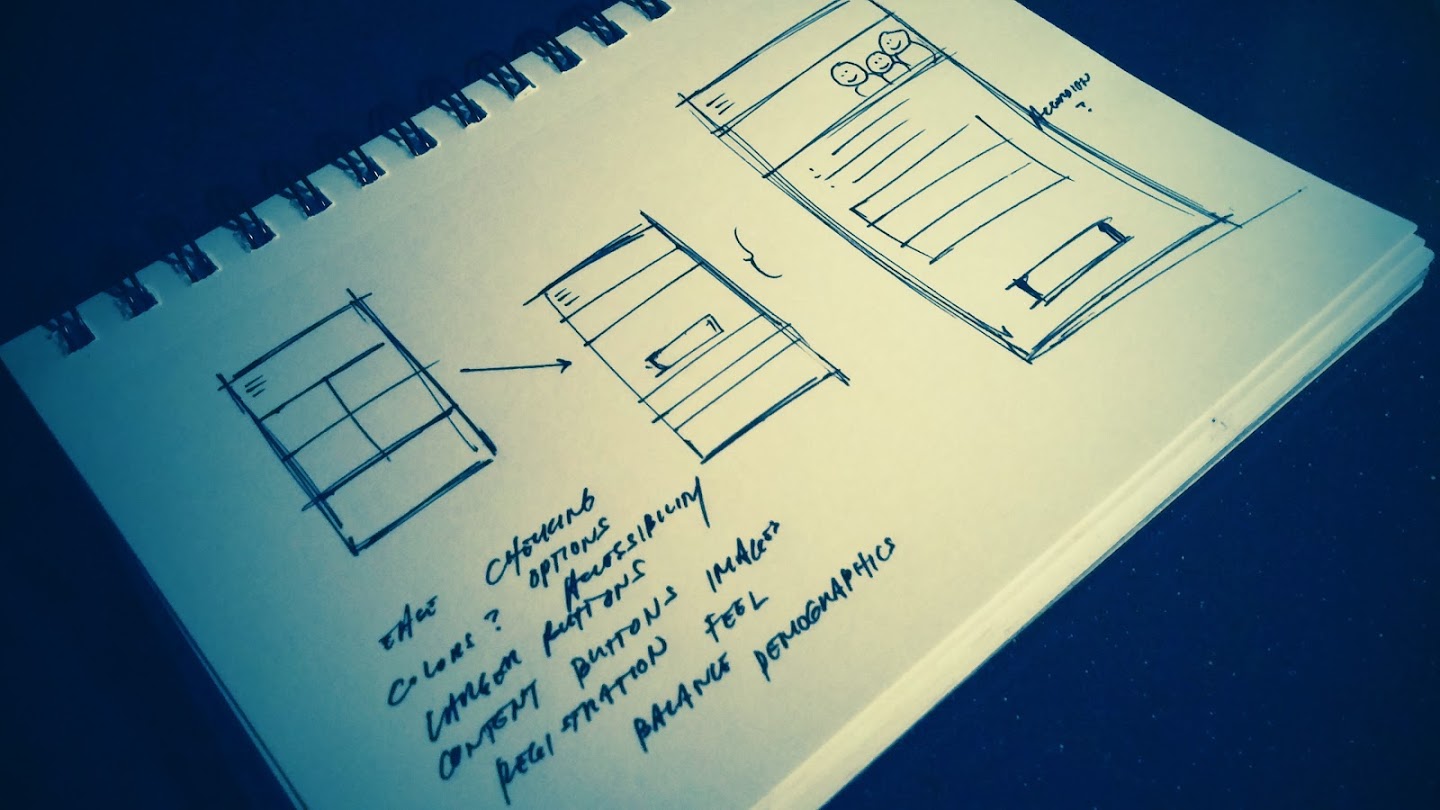 ACCORDION ?
EASE CHECKING
COLORS? OPTIONS
LARGER BUTTONS ACCESSIBILITY
CONTENT BUTTONS IMAGES
REGISTRATION FEEL
BALANCE DEMOGRAPHICS